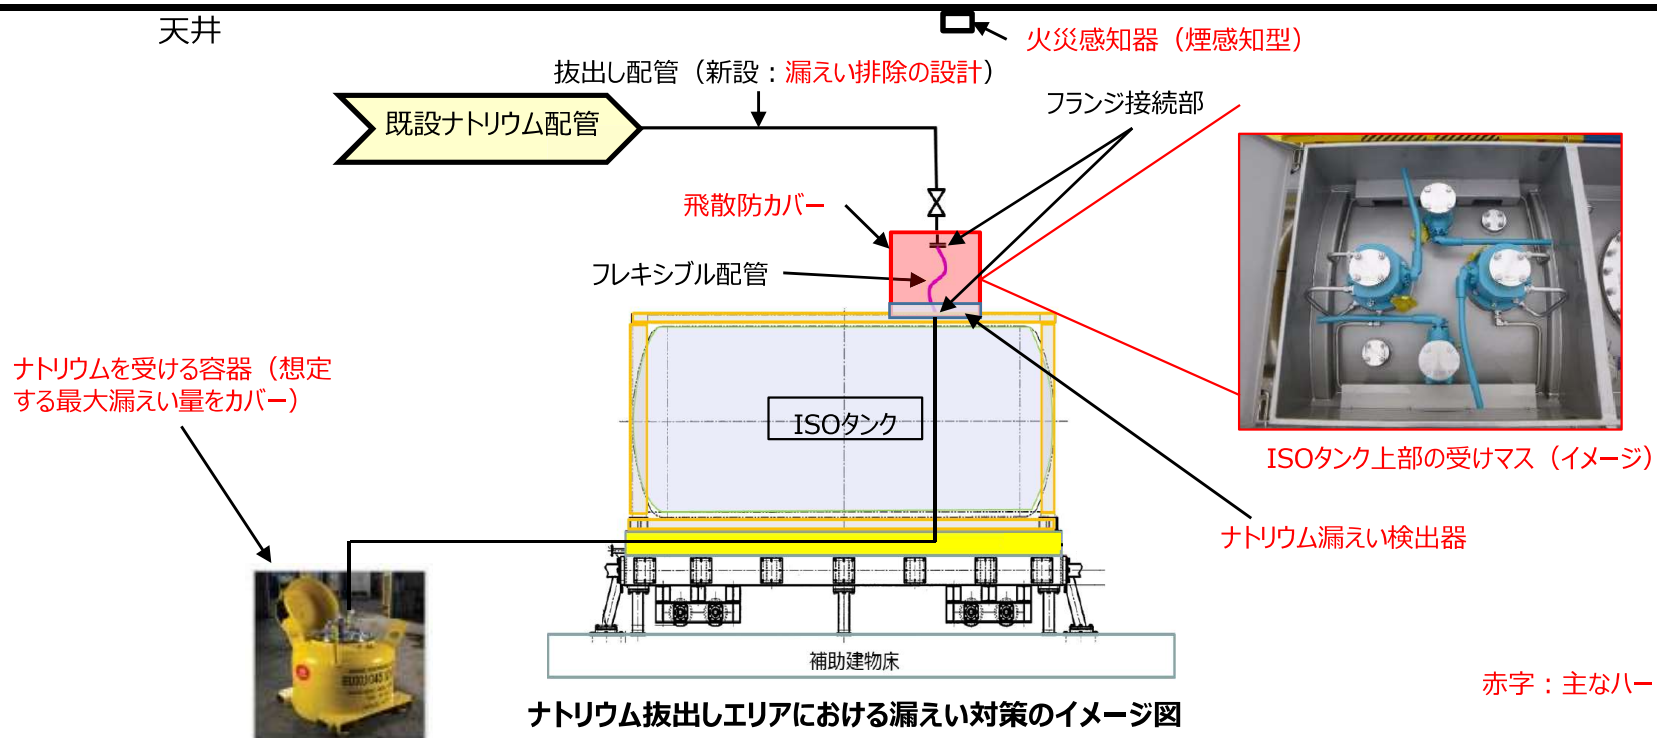 天井
火災感知器（煙感知型）
抜出し配管（新設：漏えい排除の設計）
フランジ接続部
既設ナトリウム配管
飛散防カバー
フレキシブル配管
ナトリウムを受ける容器（想定
する最大漏えい量をカバー）
ISOタンク
ISOタンク上部の受けマス（イメージ）
ナトリウム漏えい検出器
補助建物床
赤字：主なハー
ナトリウム抜出しエリアにおける漏えい対策のイメージ図